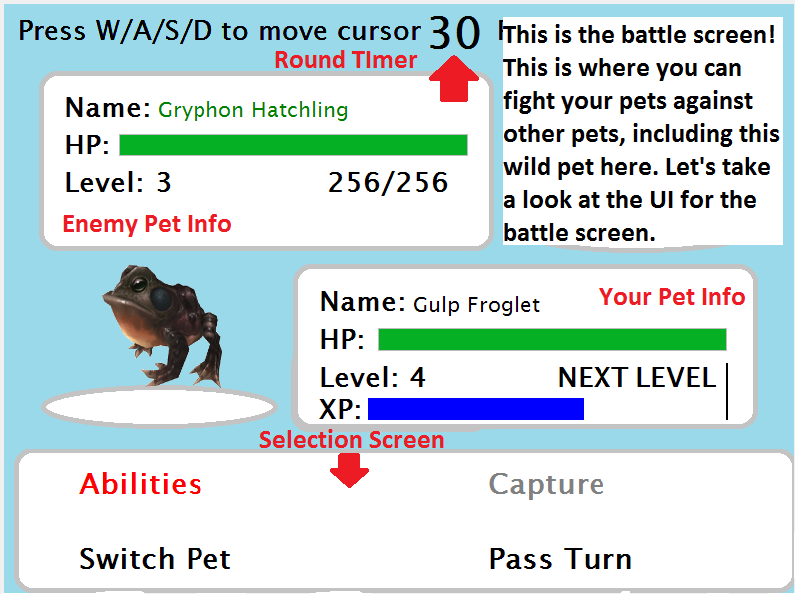 Press W/A/S/D to move cursor 30
Round TImer
This is the battle screen!
This is where you can
fight your pets against
other pets, including this
wild pet here. Let's take
a look at the UI for the
battle screen.
Name: Gryphon Hatchling
HP:
Level: 3 256/256
Enemy Pet Info
Name: Gulp Froglet
Your Pet Info
HP:
Level: 4 NEXT LEVEL
XP:
Selection Screen
Abilities
Capture
Switch Pet
Pass Turn